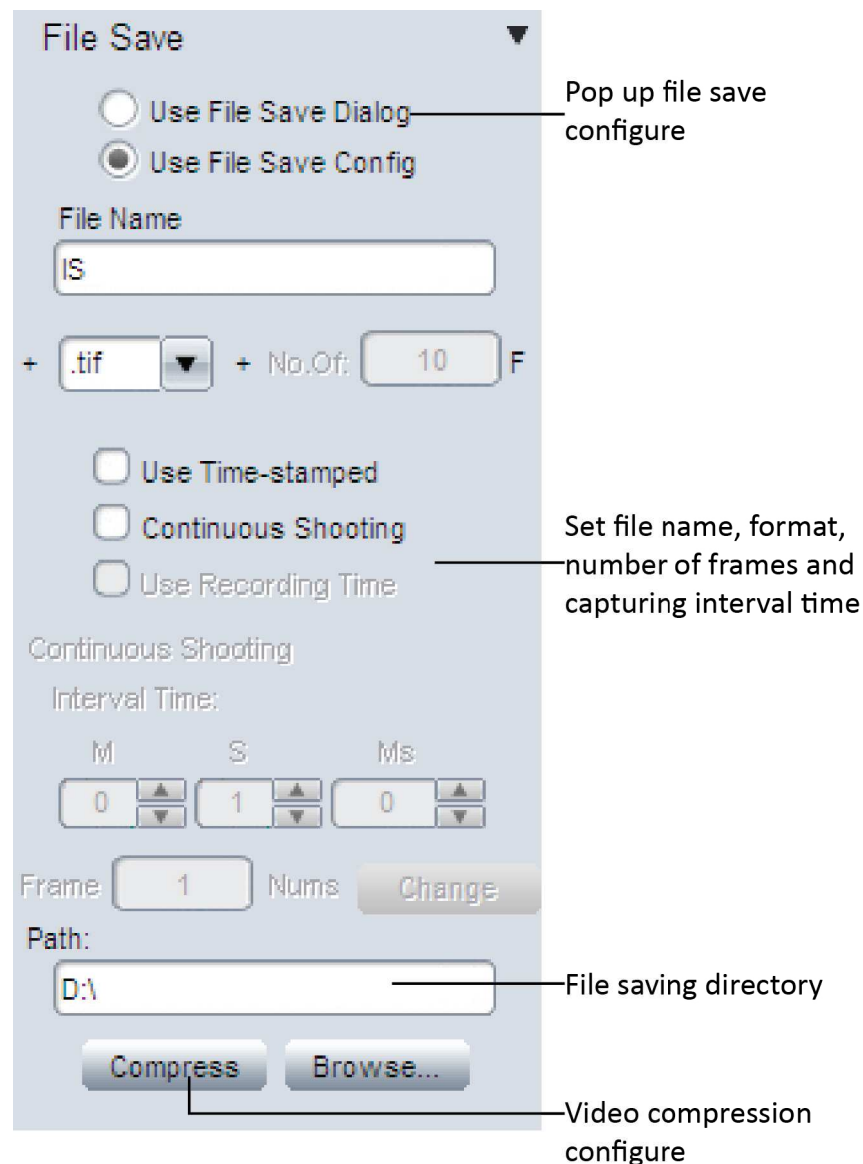 File Save
Use File Save Dialog
Pop up file save
configure
Use File Save Config
File Name
IS
+ .tif + No.Of: 10 F
Use Time-stamped
Continuous Shooting
Use Recording Time
Set file name, format,
number of frames and
capturing interval time
Continuous Shooting
Interval Time:
M S Ms
0 1 0
Frame 1 Nums Change
Path:
D:\
File saving directory
Compress Browse...
Video compression
configure